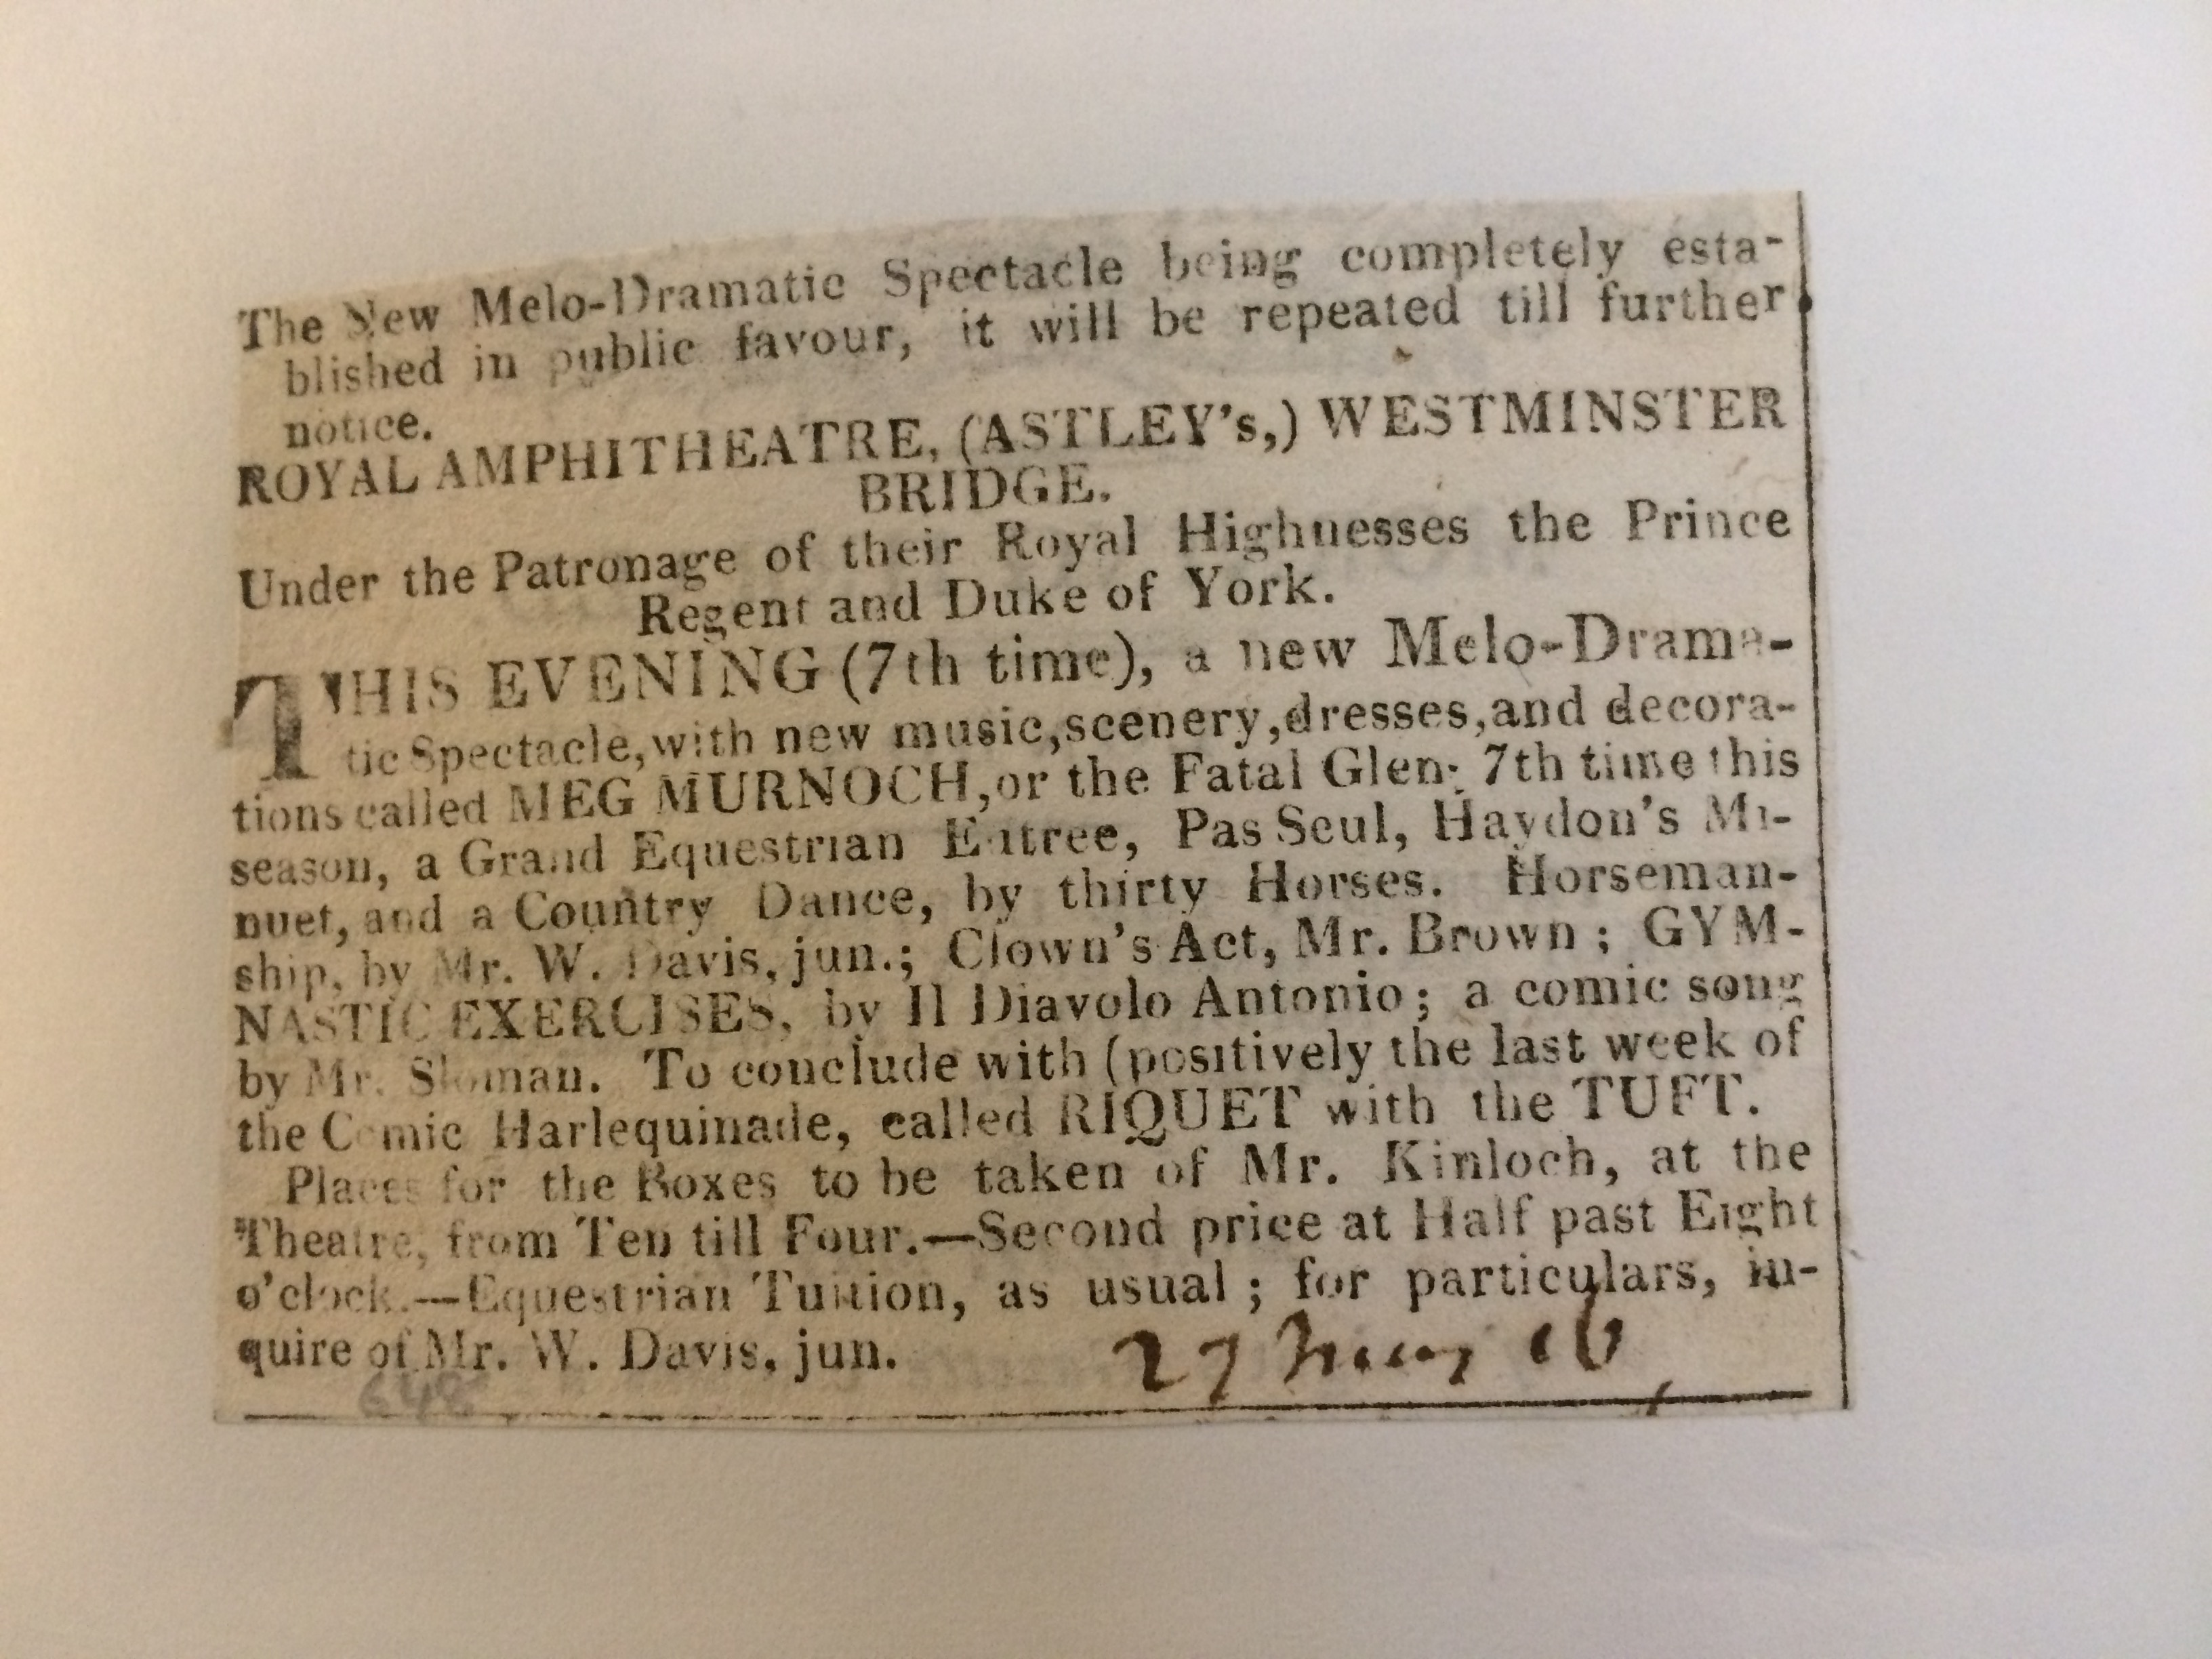 The New Melo-Dramatic Spectacle being completely esta-
blished in public favour, it will be repeated till further
notice.
ROYAL AMPHITHEATRE, (ASTLEY's,) WESTMINSTER
BRIDGE.
Under the Patronage of their Royal Highuesses the Prince
Regent and Duke of York.
THIS EVENING (7th time), a new Melo-Drama-
tic Spectacle, with new music, scenery, dresses, and decora-
tions called MEG MURNOCH, or the Fatal Glen; 7th time this
season, a Grand Equestrian Entree, Pas Seul, Haydon's Mi-
nuet, and a Country Dance, by thirty Horses. Horseman-
ship, by Mr. W. Davis, jun.; Clown's Act, Mr. Brown; GYM-
NASTIC EXERCISES, by Il Diavolo Antonio; a comic song
by Mr. Sloman. To conclude with (positively the last week of
the Comic Harlequinade, called RIQUET with the TUFT.
Places for the Boxes to be taken of Mr. Kinloch, at the
Theatre, from Ten till Four.—Second price at Half past Eight
o'clock.—Equestrian Tuition, as usual; for particulars, in-
quire of Mr. W. Davis, jun.
27 16